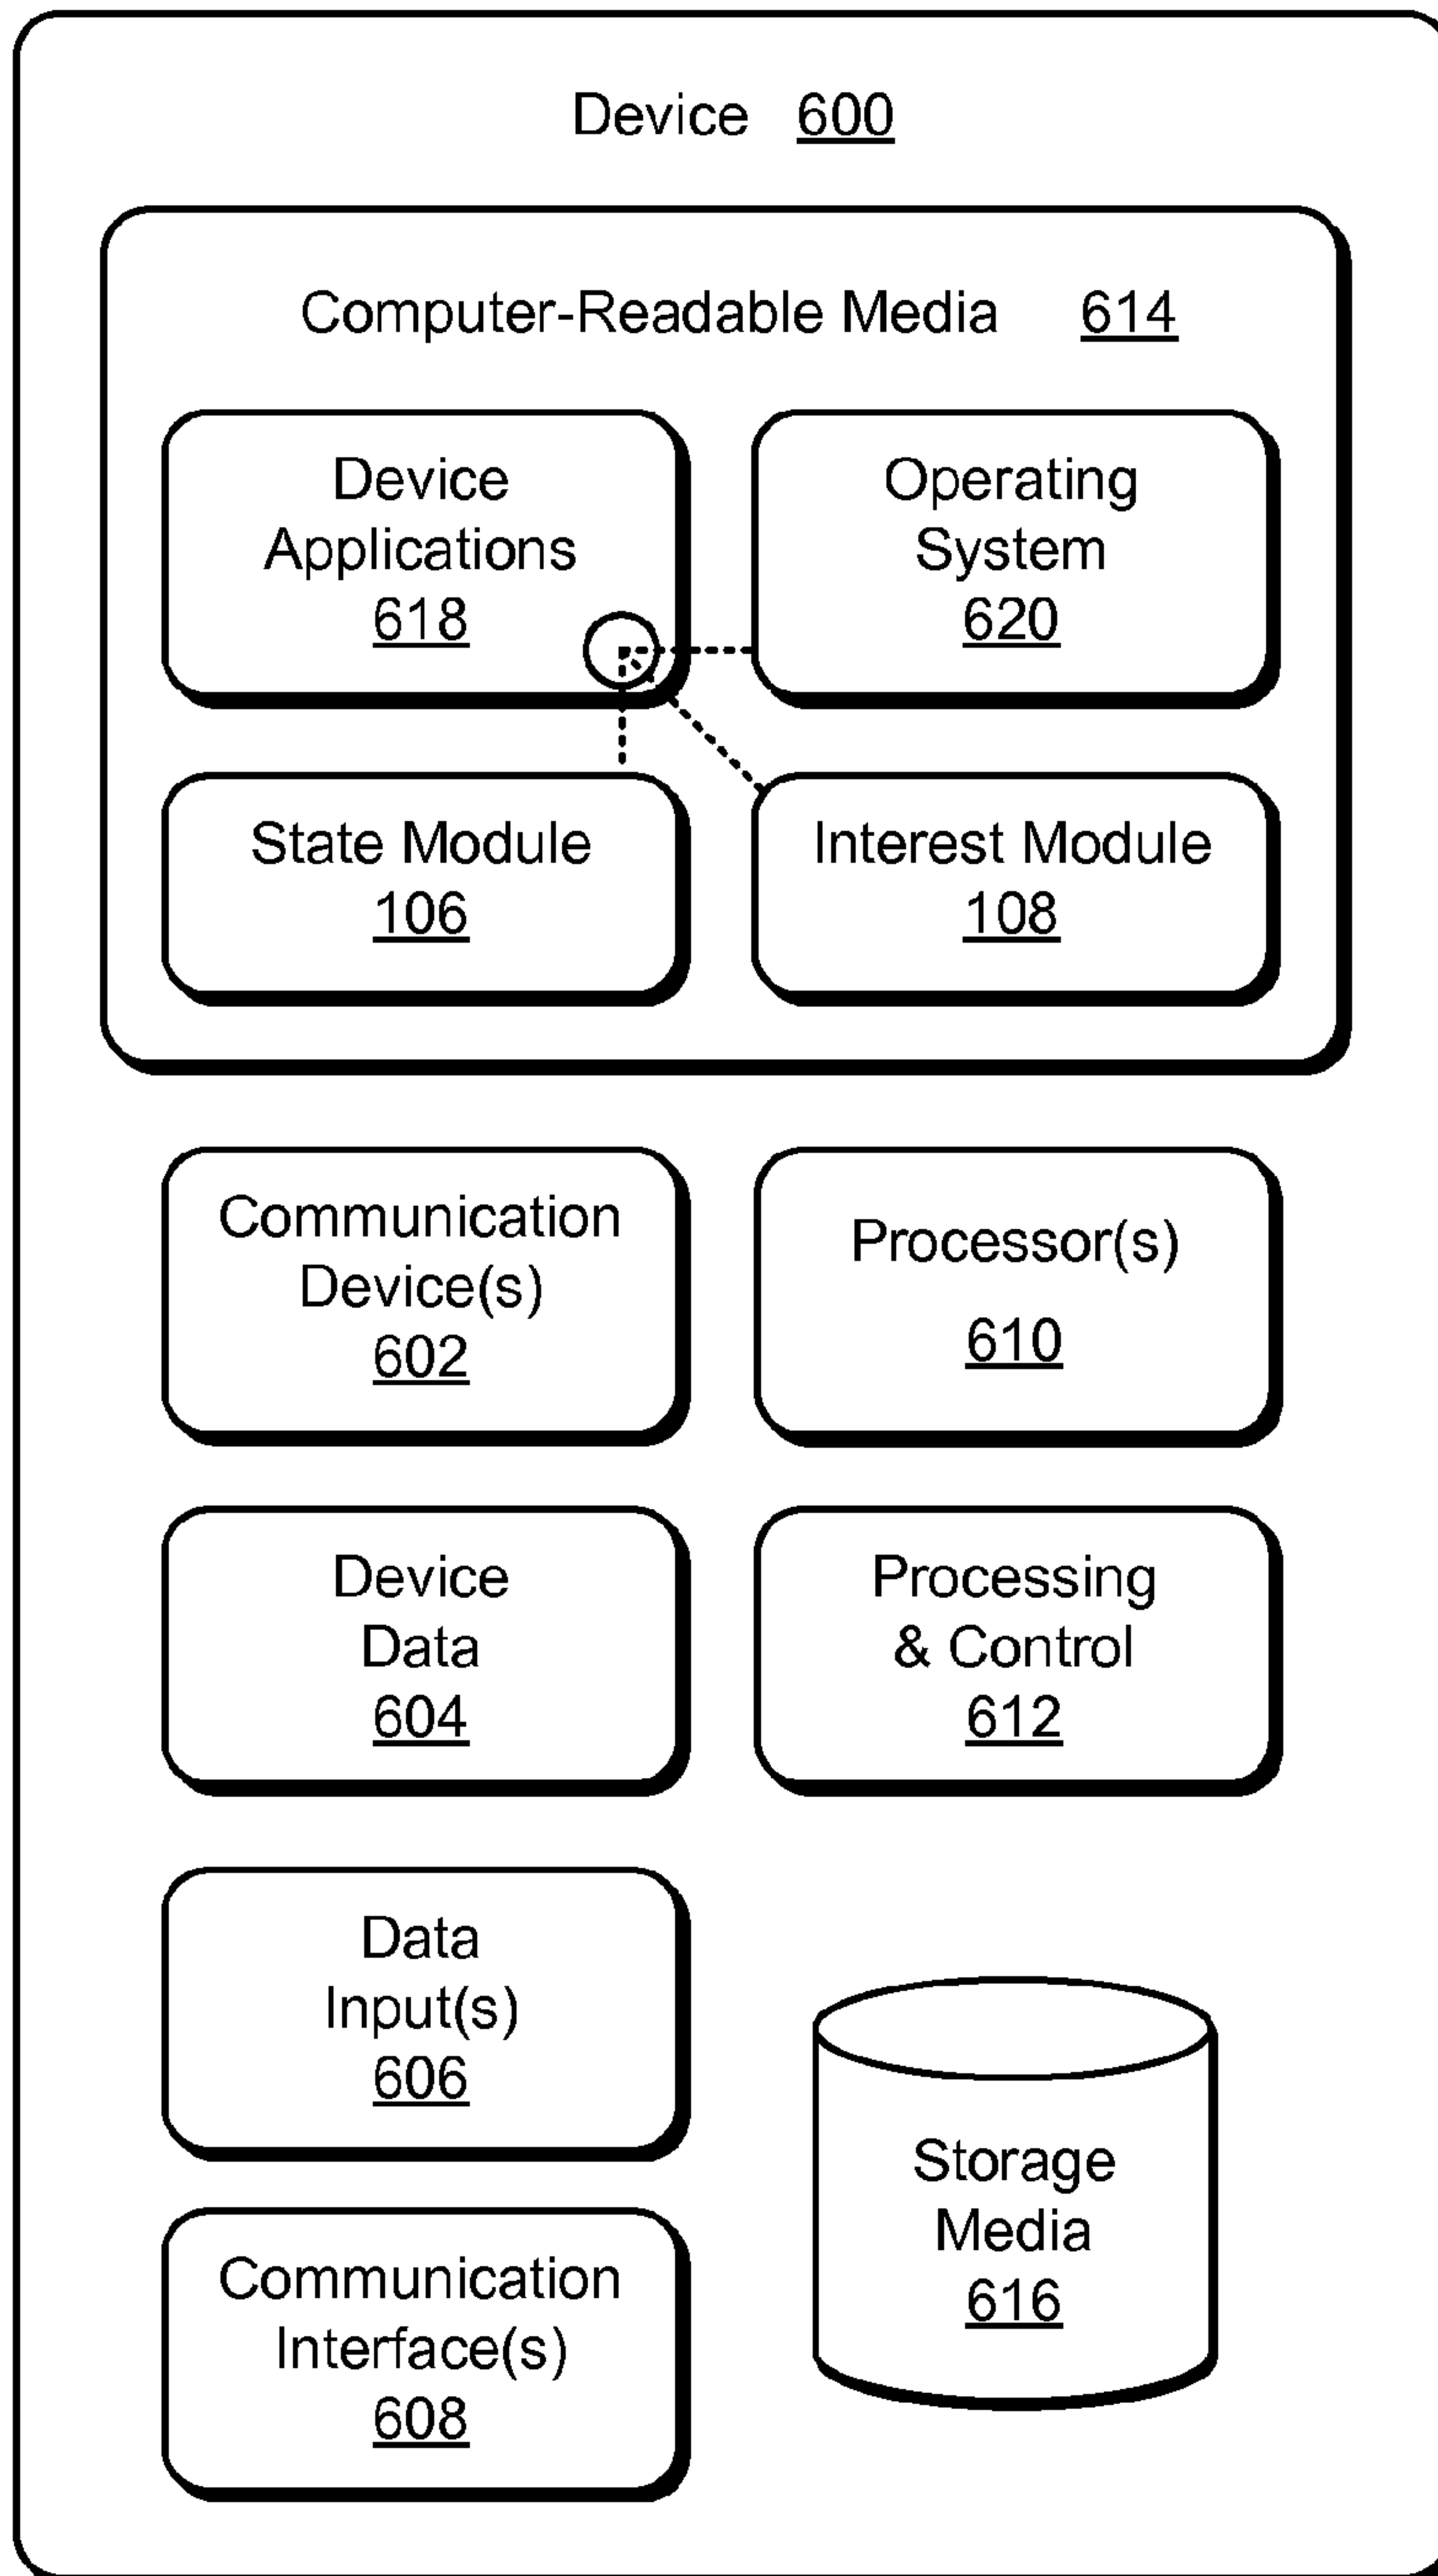 Device 600
Computer-Readable Media 614
Device
Applications
618
Operating
System
620
State Module
106
Interest Module
108
Communication
Device(s)
602
Processor(s)
610
Device
Data
604
Processing
& Control
612
Data
Input(s)
606
Storage
Media
616
Communication
Interface(s)
608